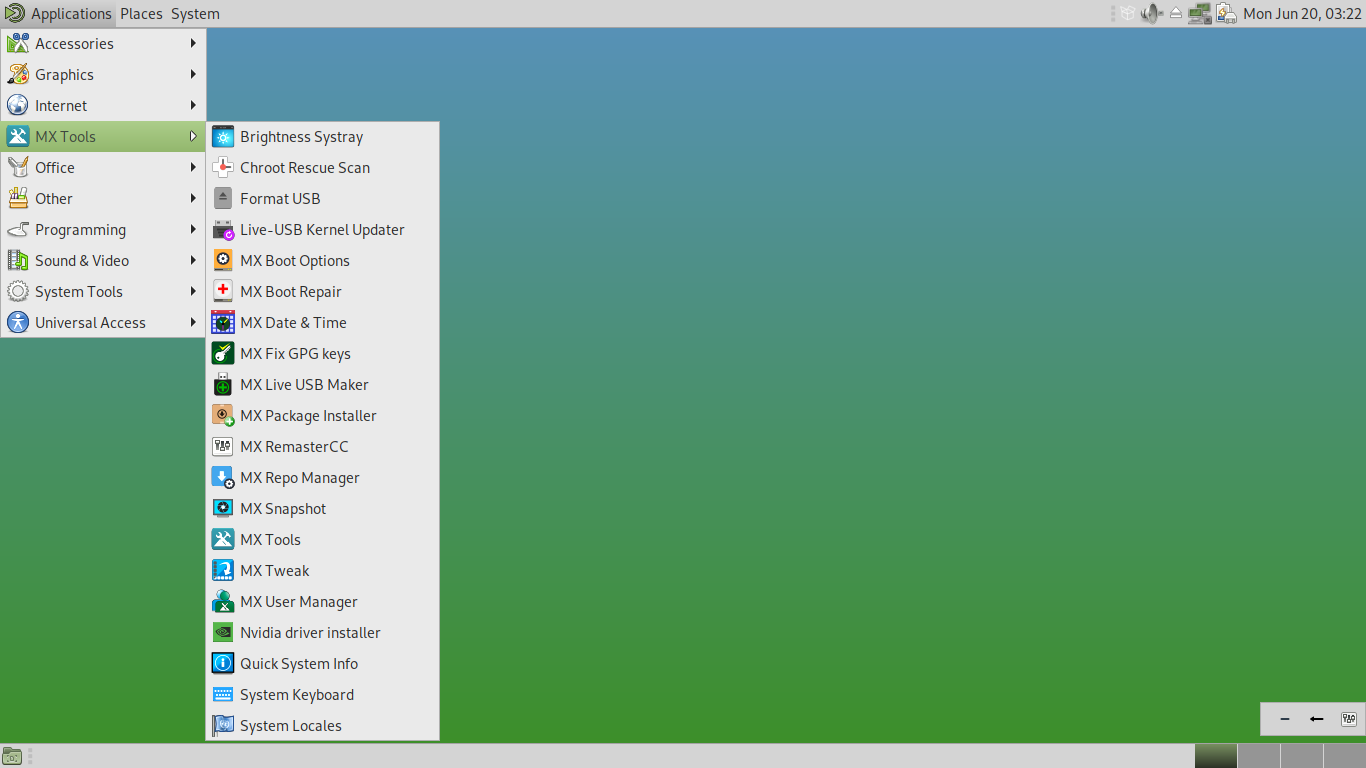 Applications Places System
Mon Jun 20, 03:22
Accessories
Graphics
Internet
MX Tools
Office
Other
Programming
Sound & Video
System Tools
Universal Access
Brightness Systray
Chroot Rescue Scan
Format USB
Live-USB Kernel Updater
MX Boot Options
MX Boot Repair
MX Date & Time
MX Fix GPG keys
MX Live USB Maker
MX Package Installer
MX RemasterCC
MX Repo Manager
MX Snapshot
MX Tools
MX Tweak
MX User Manager
Nvidia driver installer
Quick System Info
System Keyboard
System Locales